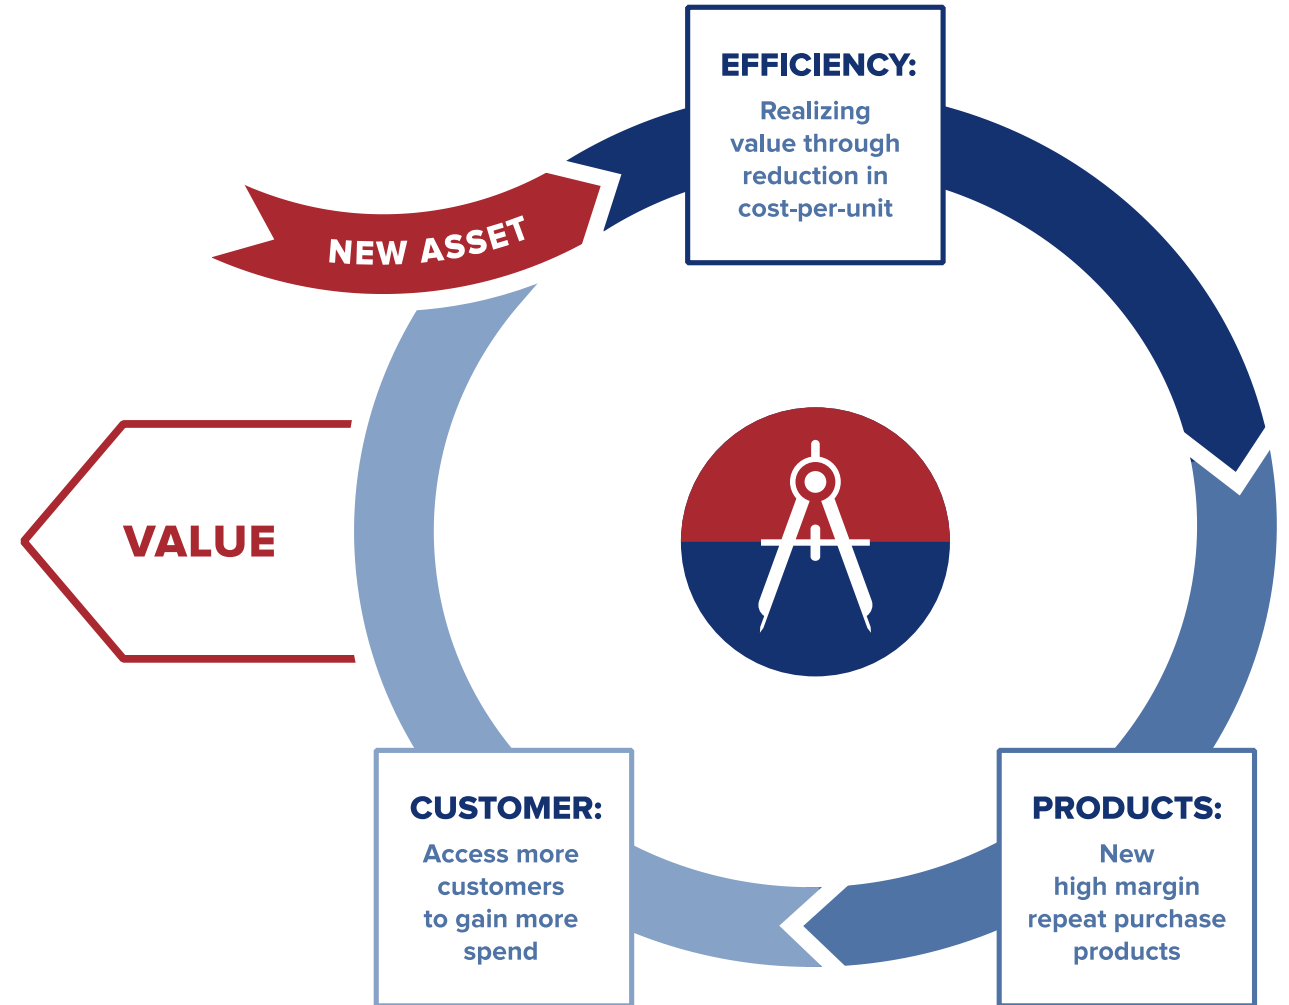 EFFICIENCY:
Realizing
value through
reduction in
cost-per-unit
NEW ASSET
VALUE
CUSTOMER:
Access more
customers
to gain more
spend
PRODUCTS:
New
high margin
repeat purchase
products